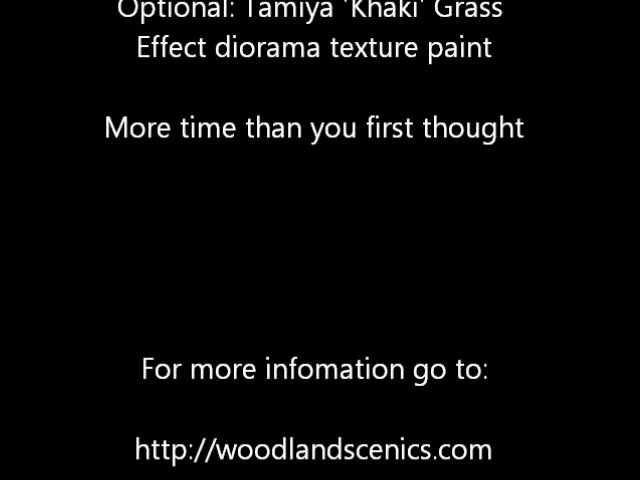 Optional: Tamiya 'Khaki' Grass
Effect diorama texture paint
More time than you first thought
For more infomation go to:
http://woodlandscenics.com